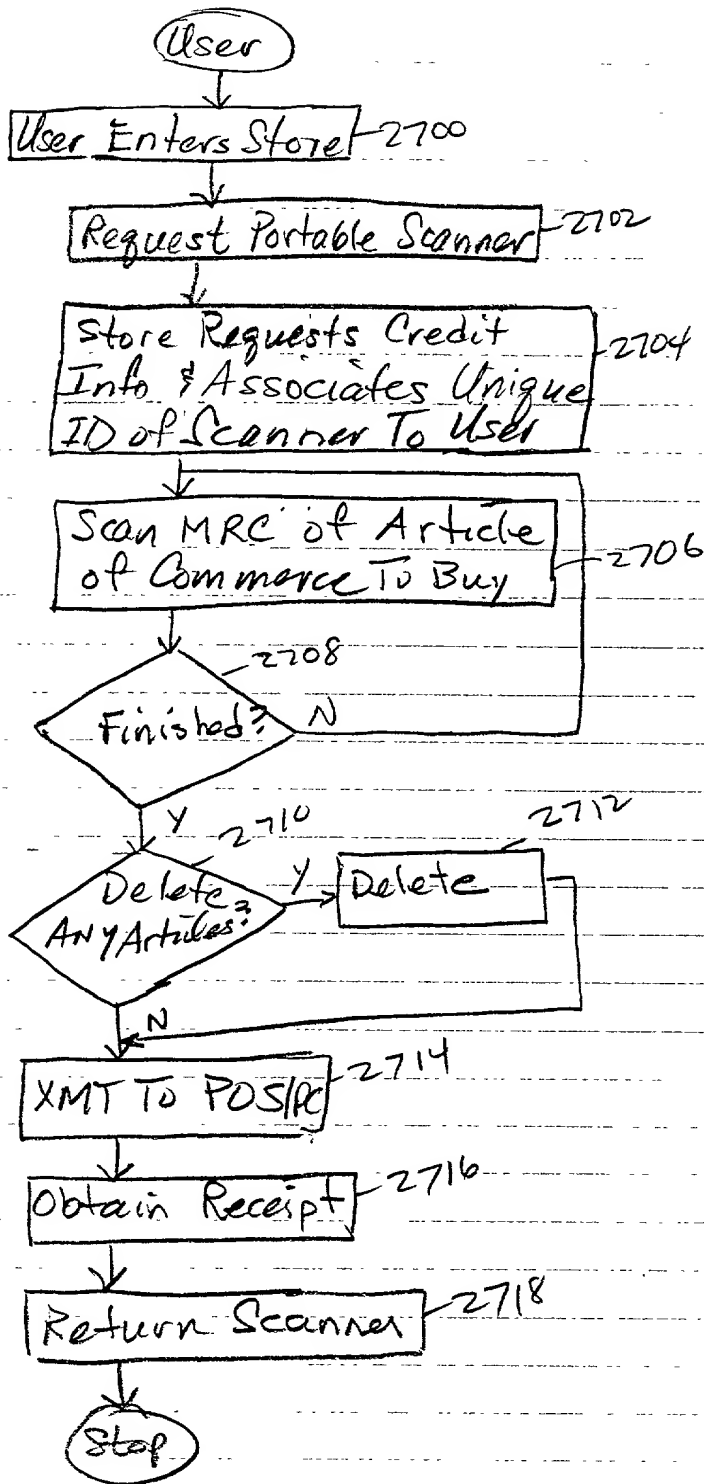 User
User Enters Store 2700
Request Portable Scanner 2702
Store Requests Credit 2704
Info & Associates Unique
ID of Scanner To User
Scan MRC of Article
of Commerce To Buy 2706
2708
Finished? N
Y
2710
2712
Delete Y Delete
ANY Articles?
N
XMT To POS/PC 2714
Obtain Receipt 2716
Return Scanner 2718
Stop